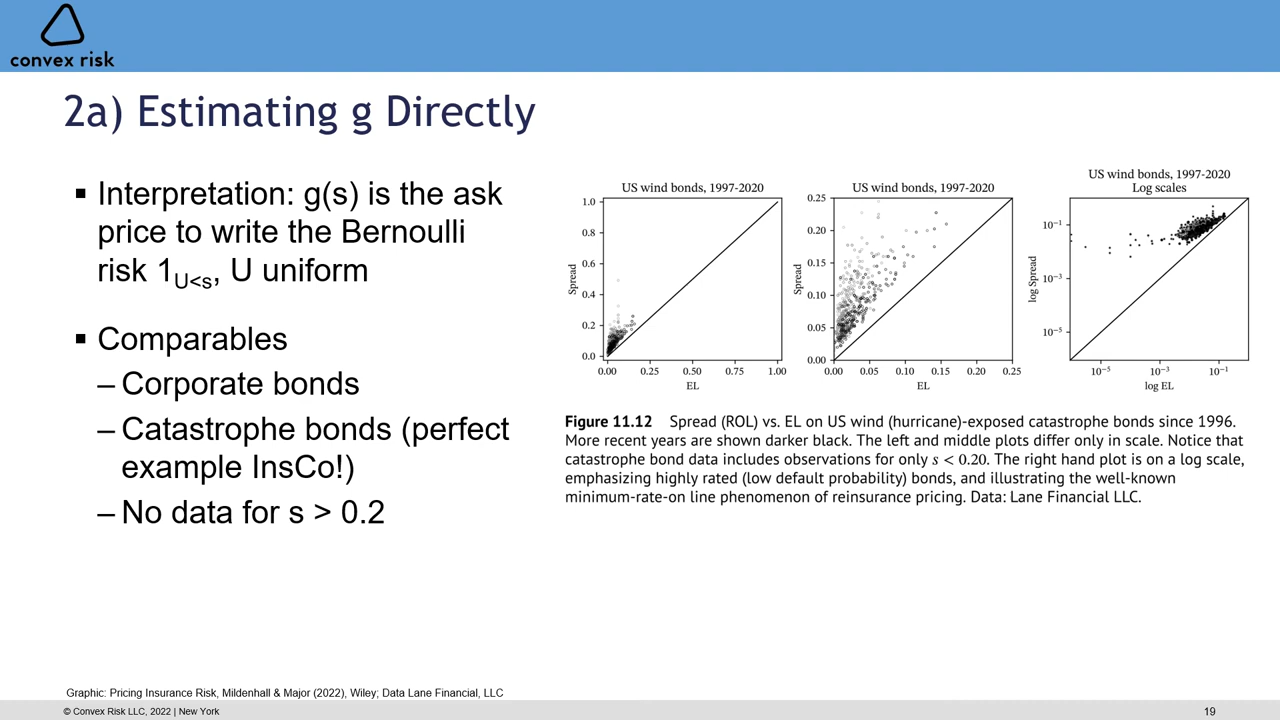 convex risk
2a) Estimating g Directly
▪ Interpretation: g(s) is the ask
price to write the Bernoulli
risk 1U<s, U uniform
▪ Comparables
– Corporate bonds
– Catastrophe bonds (perfect
example InsCo!)
– No data for s > 0.2
US wind bonds, 1997-2020
1.0
0.8
0.6
0.4
0.2
0.0
Spread
0.00 0.25 0.50 0.75 1.00
EL
US wind bonds, 1997-2020
0.25
0.20
0.15
0.10
0.05
0.00
Spread
0.00 0.05 0.10 0.15 0.20 0.25
EL
US wind bonds, 1997-2020
Log scales
10⁻¹
10⁻³
10⁻⁵
log Spread
10⁻⁵ 10⁻³ 10⁻¹
log EL
Figure 11.12 Spread (ROL) vs. EL on US wind (hurricane)-exposed catastrophe bonds since 1996.
More recent years are shown darker black. The left and middle plots differ only in scale. Notice that
catastrophe bond data includes observations for only s < 0.20. The right hand plot is on a log scale,
emphasizing highly rated (low default probability) bonds, and illustrating the well-known
minimum-rate-on line phenomenon of reinsurance pricing. Data: Lane Financial LLC.
Graphic: Pricing Insurance Risk, Mildenhall & Major (2022), Wiley; Data Lane Financial, LLC
© Convex Risk LLC, 2022 | New York
19